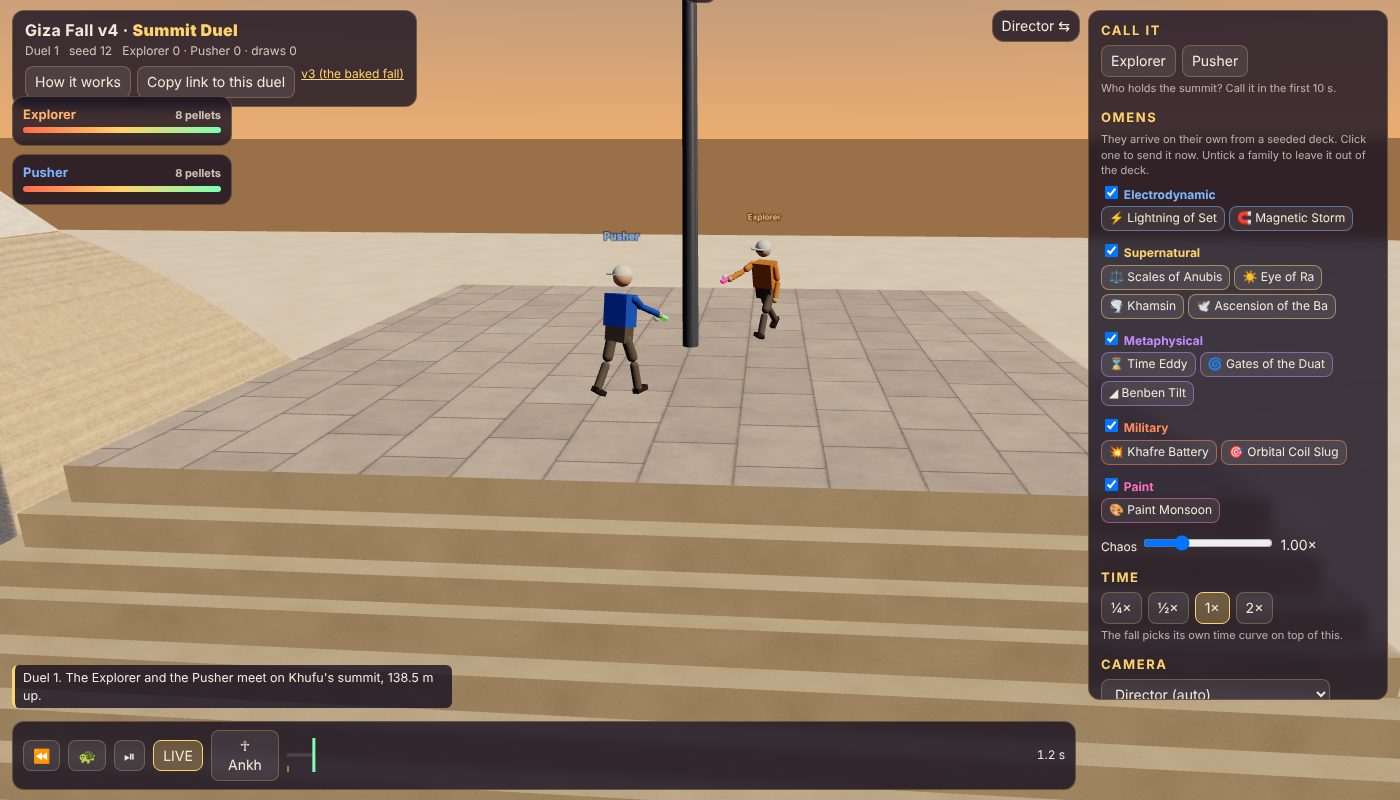 Giza Fall v4 · Summit Duel
Duel 1 seed 12 Explorer 0 · Pusher 0 · draws 0
How it works
Copy link to this duel
v3 (the baked fall)
Explorer 8 pellets
Pusher 8 pellets
Pusher
Explorer
Director ⇆
CALL IT
Explorer
Pusher
Who holds the summit? Call it in the first 10 s.
OMENS
They arrive on their own from a seeded deck. Click
one to send it now. Untick a family to leave it out of
the deck.
Electrodynamic
⚡ Lightning of Set
🧲 Magnetic Storm
Supernatural
⚖️ Scales of Anubis
☀️ Eye of Ra
🌪️ Khamsin
🕊️ Ascension of the Ba
Metaphysical
⌛ Time Eddy
🌀 Gates of the Duat
◢ Benben Tilt
Military
💥 Khafre Battery
🎯 Orbital Coil Slug
Paint
🎨 Paint Monsoon
Chaos 1.00×
TIME
¼×
½×
1×
2×
The fall picks its own time curve on top of this.
CAMERA
Director (auto)
Duel 1. The Explorer and the Pusher meet on Khufu's summit, 138.5 m
up.
⏪
🐢
⏯
LIVE
☥
Ankh
1.2 s